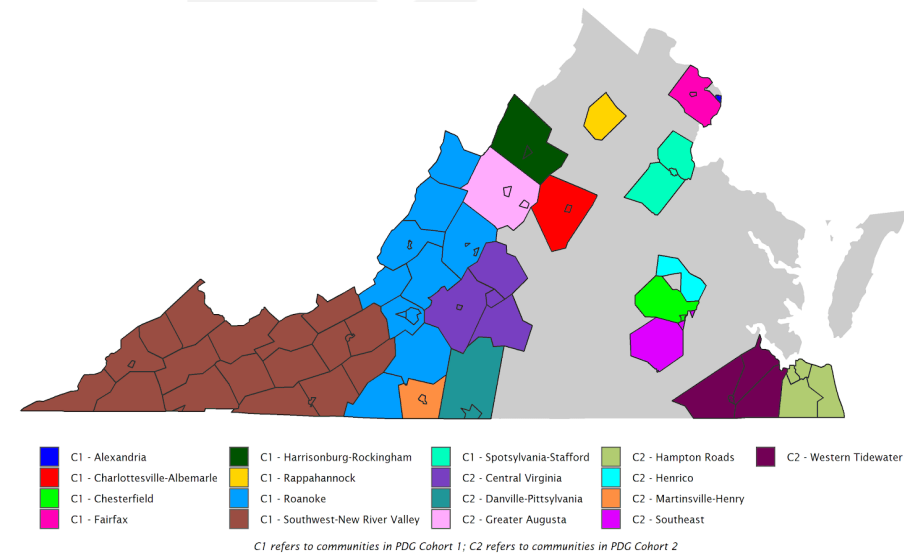 C1 - Alexandria
C1 - Charlottesville-Albemarle
C1 - Chesterfield
C1 - Fairfax
C1 - Harrisonburg-Rockingham
C1 - Rappahannock
C1 - Roanoke
C1 - Southwest-New River Valley
C1 - Spotsylvania-Stafford
C2 - Central Virginia
C2 - Danville-Pittsylvania
C2 - Greater Augusta
C2 - Hampton Roads
C2 - Henrico
C2 - Martinsville-Henry
C2 - Southeast
C2 - Western Tidewater
C1 refers to communities in PDG Cohort 1; C2 refers to communities in PDG Cohort 2